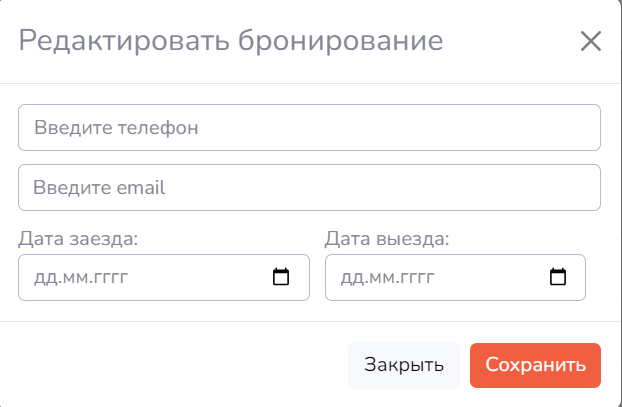 Редактировать бронирование
Введите телефон
Введите email
Дата заезда: Дата выезда:
дд.мм.гггг дд.мм.гггг
Закрыть Сохранить